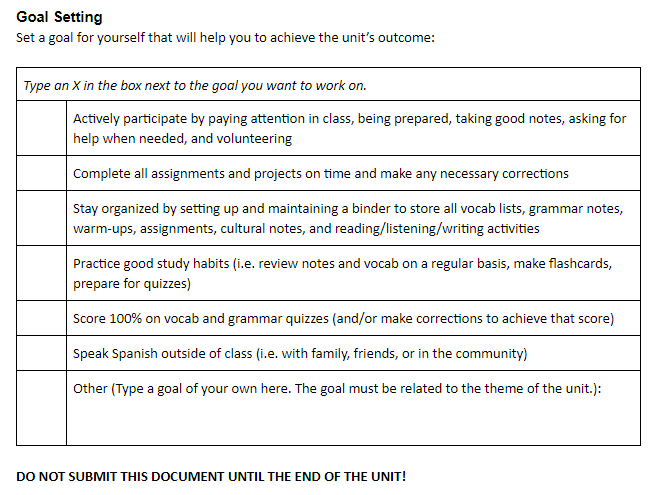 Goal Setting
Set a goal for yourself that will help you to achieve the unit's outcome:
Type an X in the box next to the goal you want to work on.
Actively participate by paying attention in class, being prepared, taking good notes, asking for
help when needed, and volunteering
Complete all assignments and projects on time and make any necessary corrections
Stay organized by setting up and maintaining a binder to store all vocab lists, grammar notes,
warm-ups, assignments, cultural notes, and reading/listening/writing activities
Practice good study habits (i.e. review notes and vocab on a regular basis, make flashcards,
prepare for quizzes)
Score 100% on vocab and grammar quizzes (and/or make corrections to achieve that score)
Speak Spanish outside of class (i.e. with family, friends, or in the community)
Other (Type a goal of your own here. The goal must be related to the theme of the unit.):
DO NOT SUBMIT THIS DOCUMENT UNTIL THE END OF THE UNIT!